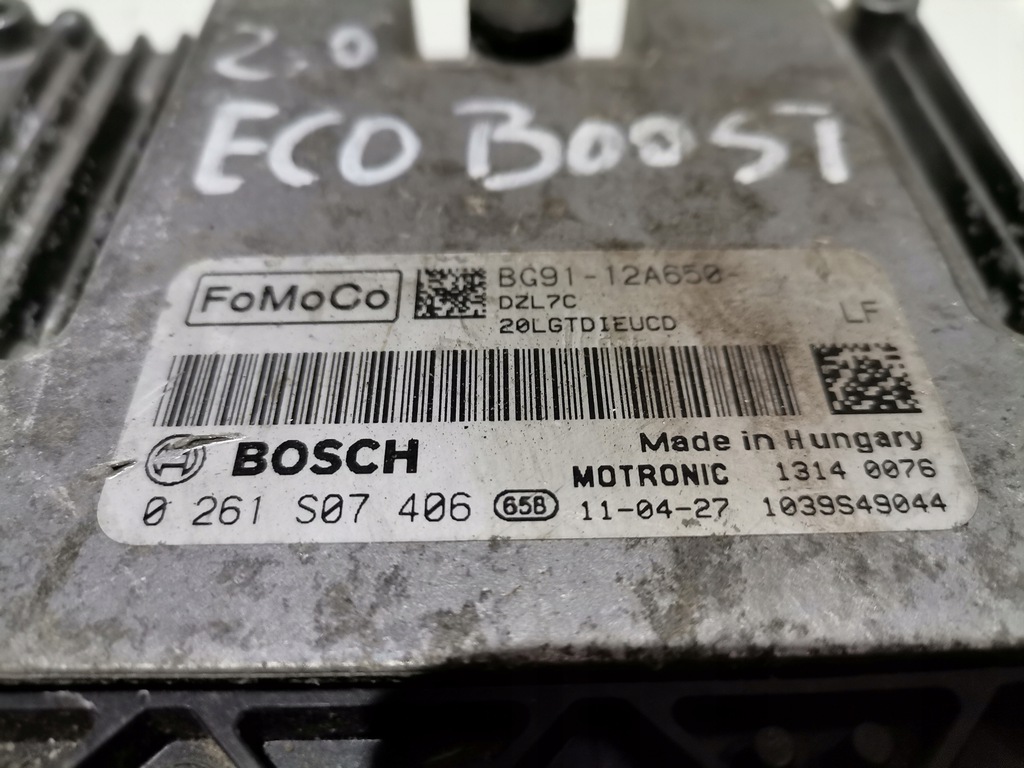 2.0
ECO BOOST
FoMoCo
BG91-12A650-
DZL7C
20LGTDIEUCD
LF
BOSCH
Made in Hungary
MOTRONIC 1314 0076
0 261 S07 406 65B 11-04-27 1039S49044